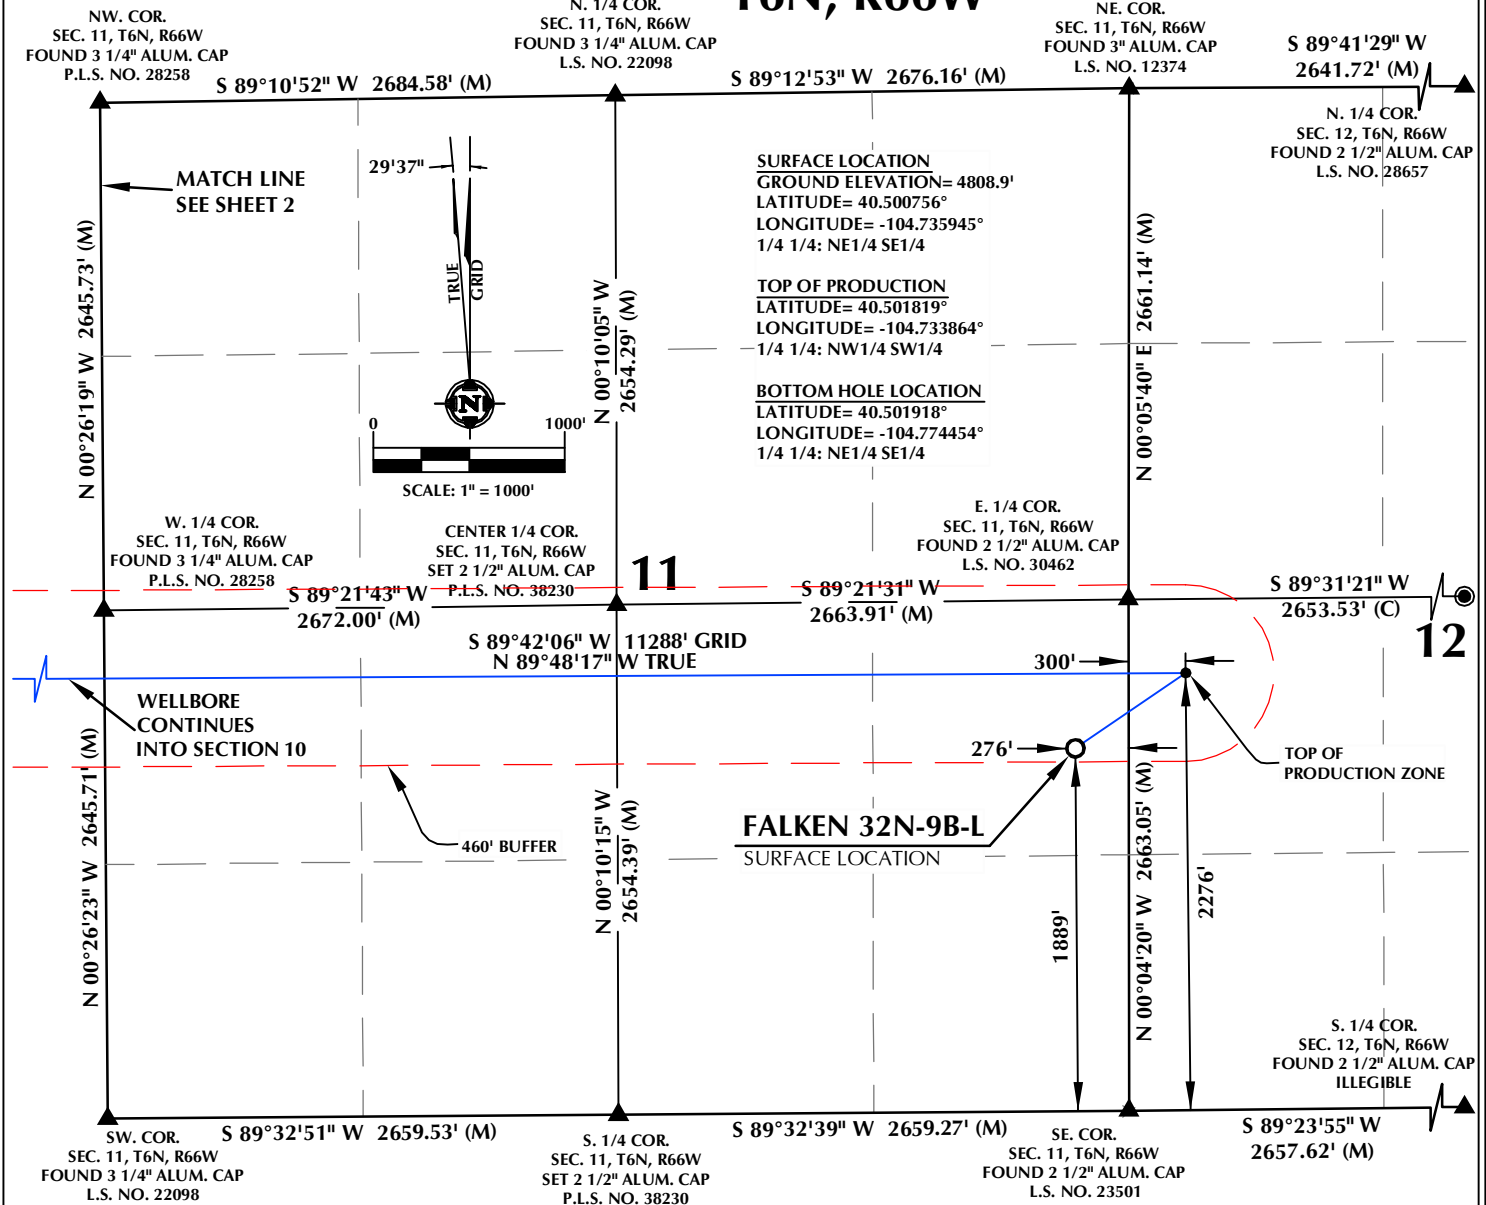 T6N, R66W
NW. COR.
SEC. 11, T6N, R66W
FOUND 3 1/4" ALUM. CAP
P.L.S. NO. 28258
N. 1/4 COR.
SEC. 11, T6N, R66W
FOUND 3 1/4" ALUM. CAP
L.S. NO. 22098
NE. COR.
SEC. 11, T6N, R66W
FOUND 3" ALUM. CAP
L.S. NO. 12374
S 89°41'29" W
2641.72' (M)
S 89°10'52" W 2684.58' (M)
S 89°12'53" W 2676.16' (M)
N. 1/4 COR.
SEC. 12, T6N, R66W
FOUND 2 1/2" ALUM. CAP
L.S. NO. 28657
MATCH LINE
SEE SHEET 2
29'37"
TRUE
GRID
N
0 1000'
SCALE: 1" = 1000'
SURFACE LOCATION
GROUND ELEVATION= 4808.9'
LATITUDE= 40.500756°
LONGITUDE= -104.735945°
1/4 1/4: NE1/4 SE1/4
TOP OF PRODUCTION
LATITUDE= 40.501819°
LONGITUDE= -104.733864°
1/4 1/4: NW1/4 SW1/4
BOTTOM HOLE LOCATION
LATITUDE= 40.501918°
LONGITUDE= -104.774454°
1/4 1/4: NE1/4 SE1/4
N 00°26'19" W 2645.73' (M)
N 00°10'05" W
2654.29' (M)
N 00°05'40" E 2661.14' (M)
W. 1/4 COR.
SEC. 11, T6N, R66W
FOUND 3 1/4" ALUM. CAP
P.L.S. NO. 28258
CENTER 1/4 COR.
SEC. 11, T6N, R66W
SET 2 1/2" ALUM. CAP
P.L.S. NO. 38230
11
E. 1/4 COR.
SEC. 11, T6N, R66W
FOUND 2 1/2" ALUM. CAP
L.S. NO. 30462
S 89°21'43" W
2672.00' (M)
S 89°21'31" W
2663.91' (M)
S 89°31'21" W
2653.53' (C)
12
S 89°42'06" W 11288' GRID
N 89°48'17" W TRUE
300'
WELLBORE
CONTINUES
INTO SECTION 10
276'
TOP OF
PRODUCTION ZONE
460' BUFFER
FALKEN 32N-9B-L
SURFACE LOCATION
N 00°26'23" W 2645.71' (M)
N 00°10'15" W
2654.39' (M)
1889'
N 00°04'20" W 2663.05' (M)
2276'
S. 1/4 COR.
SEC. 12, T6N, R66W
FOUND 2 1/2" ALUM. CAP
ILLEGIBLE
S 89°32'51" W 2659.53' (M)
S 89°32'39" W 2659.27' (M)
S 89°23'55" W
2657.62' (M)
SW. COR.
SEC. 11, T6N, R66W
FOUND 3 1/4" ALUM. CAP
L.S. NO. 22098
S. 1/4 COR.
SEC. 11, T6N, R66W
SET 2 1/2" ALUM. CAP
P.L.S. NO. 38230
SE. COR.
SEC. 11, T6N, R66W
FOUND 2 1/2" ALUM. CAP
L.S. NO. 23501